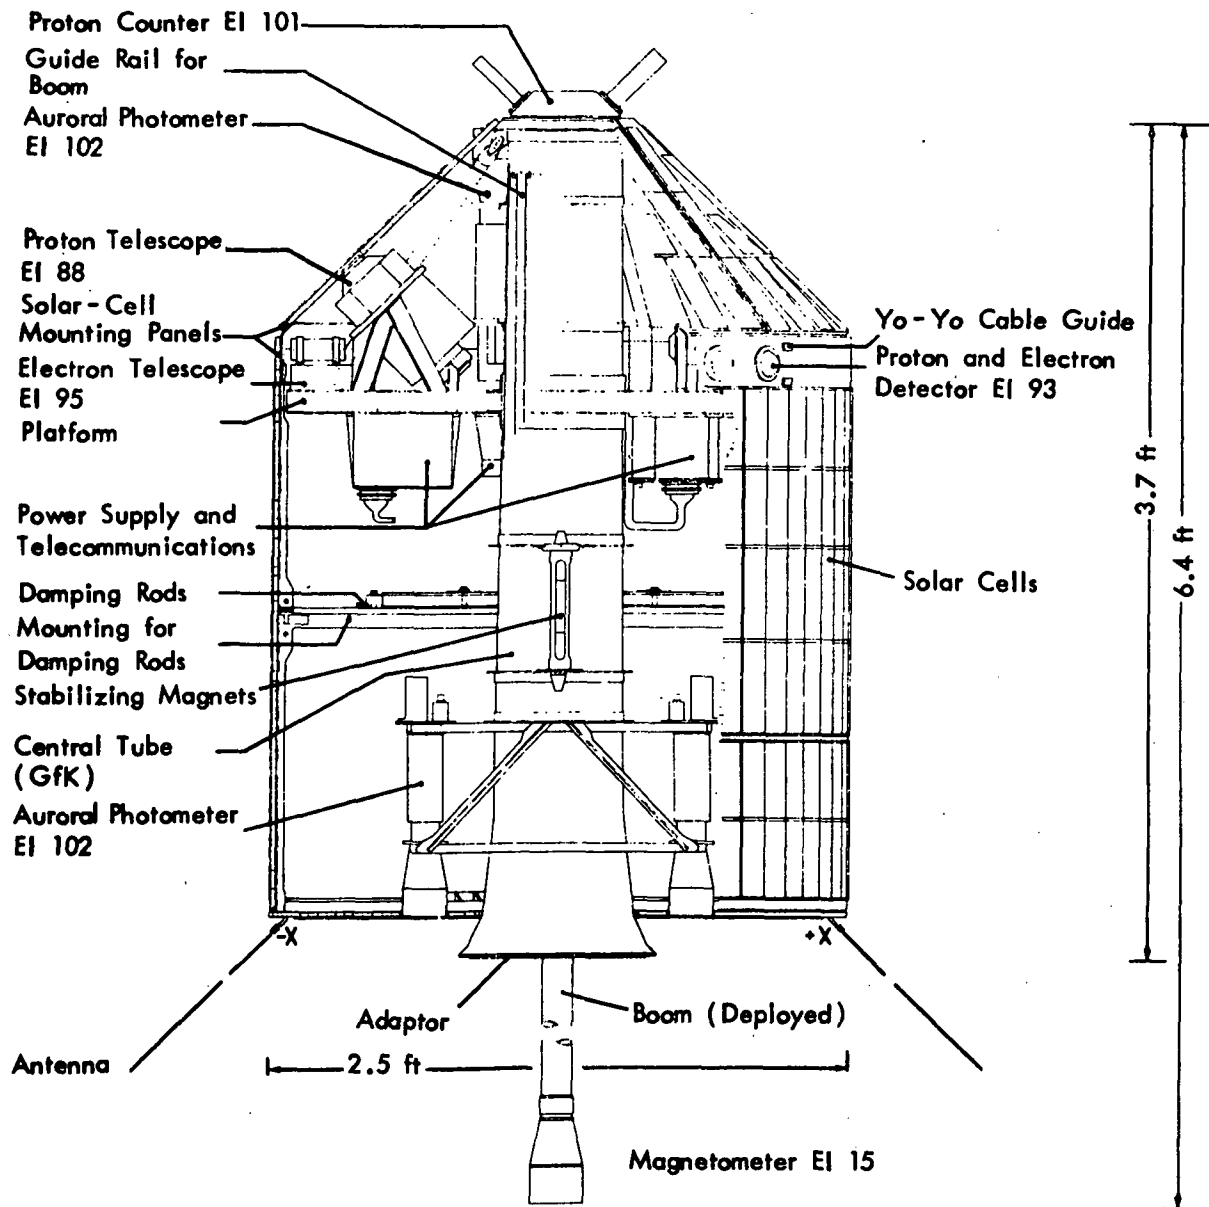 Proton Counter EI 101
Guide Rail for
Boom
Auroral Photometer
EI 102
Proton Telescope
EI 88
Solar-Cell
Mounting Panels
Electron Telescope
EI 95
Platform
Power Supply and
Telecommunications
Damping Rods
Mounting for
Damping Rods
Stabilizing Magnets
Central Tube
(GfK)
Auroral Photometer
EI 102
Yo-Yo Cable Guide
Proton and Electron
Detector EI 93
Solar Cells
3.7 ft
6.4 ft
-X
+X
Adaptor
Boom (Deployed)
Antenna
2.5 ft
Magnetometer EI 15